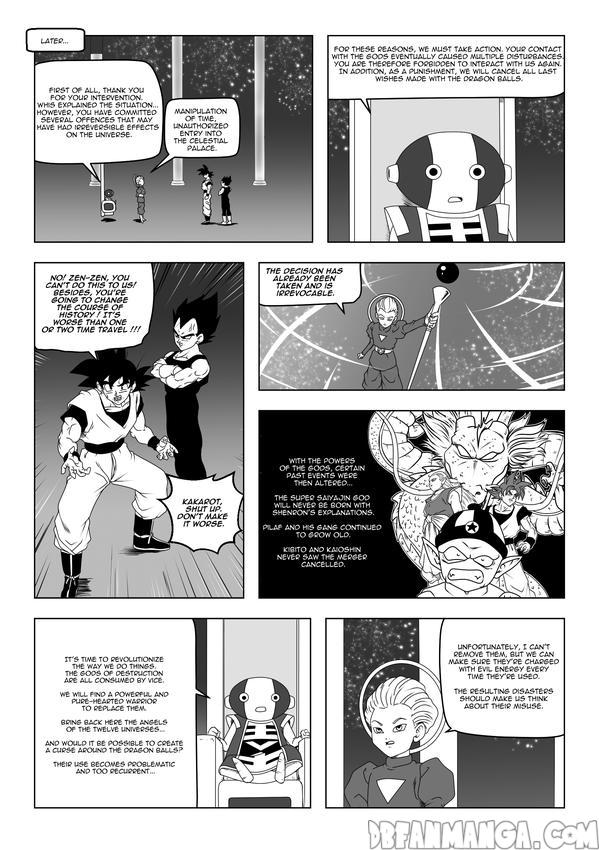 LATER...
FIRST OF ALL, THANK YOU
FOR YOUR INTERVENTION.
WHIS EXPLAINED THE SITUATION...
HOWEVER, YOU HAVE COMMITTED
SEVERAL OFFENCES THAT MAY
HAVE HAD IRREVERSIBLE EFFECTS
ON THE UNIVERSE.
MANIPULATION
OF TIME,
UNAUTHORIZED
ENTRY INTO
THE CELESTIAL
PALACE.
FOR THESE REASONS, WE MUST TAKE ACTION. YOUR CONTACT
WITH THE GODS EVENTUALLY CAUSED MULTIPLE DISTURBANCES.
YOU ARE THEREFORE FORBIDDEN TO INTERACT WITH US AGAIN.
IN ADDITION, AS A PUNISHMENT, WE WILL CANCEL ALL LAST
WISHES MADE WITH THE DRAGON BALLS.
NO! ZEN-ZEN, YOU
CAN'T DO THIS TO US!
BESIDES, YOU'RE
GOING TO CHANGE
THE COURSE OF
HISTORY ! IT'S
WORSE THAN ONE
OR TWO TIME TRAVEL !!!
KAKAROT,
SHUT UP.
DON'T MAKE
IT WORSE.
THE DECISION HAS
ALREADY BEEN
TAKEN AND IS
IRREVOCABLE.
WITH THE POWERS
OF THE GODS, CERTAIN
PAST EVENTS WERE
THEN ALTERED...
THE SUPER SAIYAJIN GOD
WILL NEVER BE BORN WITH
SHENRON'S EXPLANATIONS.
PILAF AND HIS GANG CONTINUED
TO GROW OLD.
KIBITO AND KAIOSHIN
NEVER SAW THE MERGER
CANCELLED.
IT'S TIME TO REVOLUTIONIZE
THE WAY WE DO THINGS.
THE GODS OF DESTRUCTION
ARE ALL CONSUMED BY VICE.
WE WILL FIND A POWERFUL AND
PURE-HEARTED WARRIOR
TO REPLACE THEM.
BRING BACK HERE THE ANGELS
OF THE TWELVE UNIVERSES...
AND WOULD IT BE POSSIBLE TO CREATE
A CURSE AROUND THE DRAGON BALLS?
THEIR USE BECOMES PROBLEMATIC
AND TOO RECURRENT...
UNFORTUNATELY, I CAN'T
REMOVE THEM, BUT WE CAN
MAKE SURE THEY'RE CHARGED
WITH EVIL ENERGY EVERY
TIME THEY'RE USED.
THE RESULTING DISASTERS
SHOULD MAKE US THINK
ABOUT THEIR MISUSE.
DBFANMANGA.COM